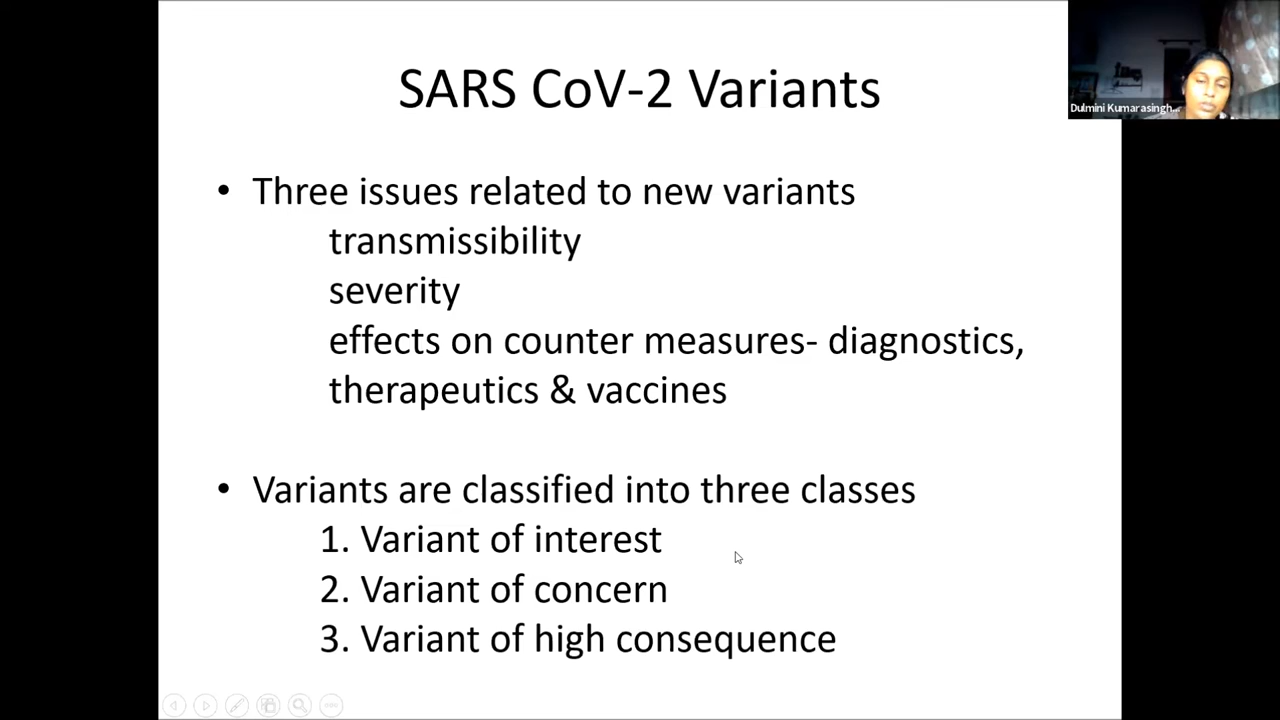 SARS CoV-2 Variants
Dulmini Kumarasingh...
• Three issues related to new variants
transmissibility
severity
effects on counter measures- diagnostics,
therapeutics & vaccines
• Variants are classified into three classes
1. Variant of interest
2. Variant of concern
3. Variant of high consequence